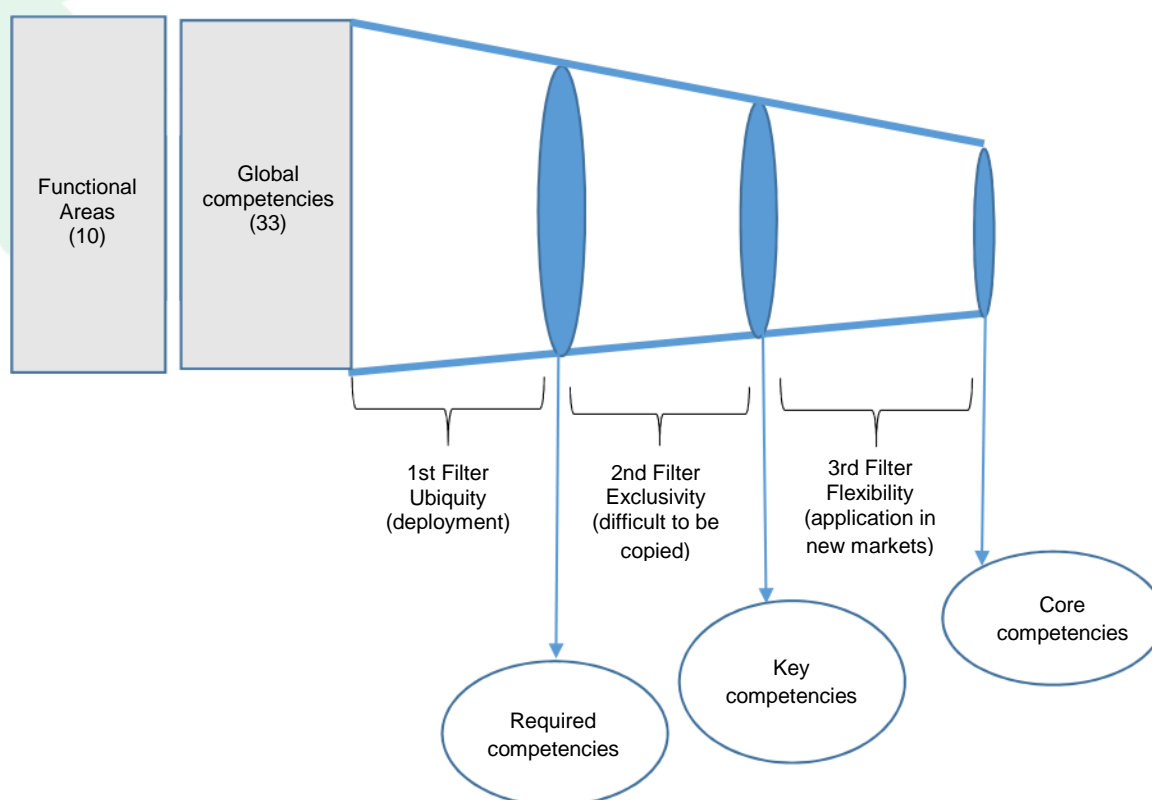 Functional
Areas
(10)
Global
competencies
(33)
1st Filter
Ubiquity
(deployment)
2nd Filter
Exclusivity
(difficult to be
copied)
3rd Filter
Flexibility
(application in
new markets)
Required
competencies
Key
competencies
Core
competencies